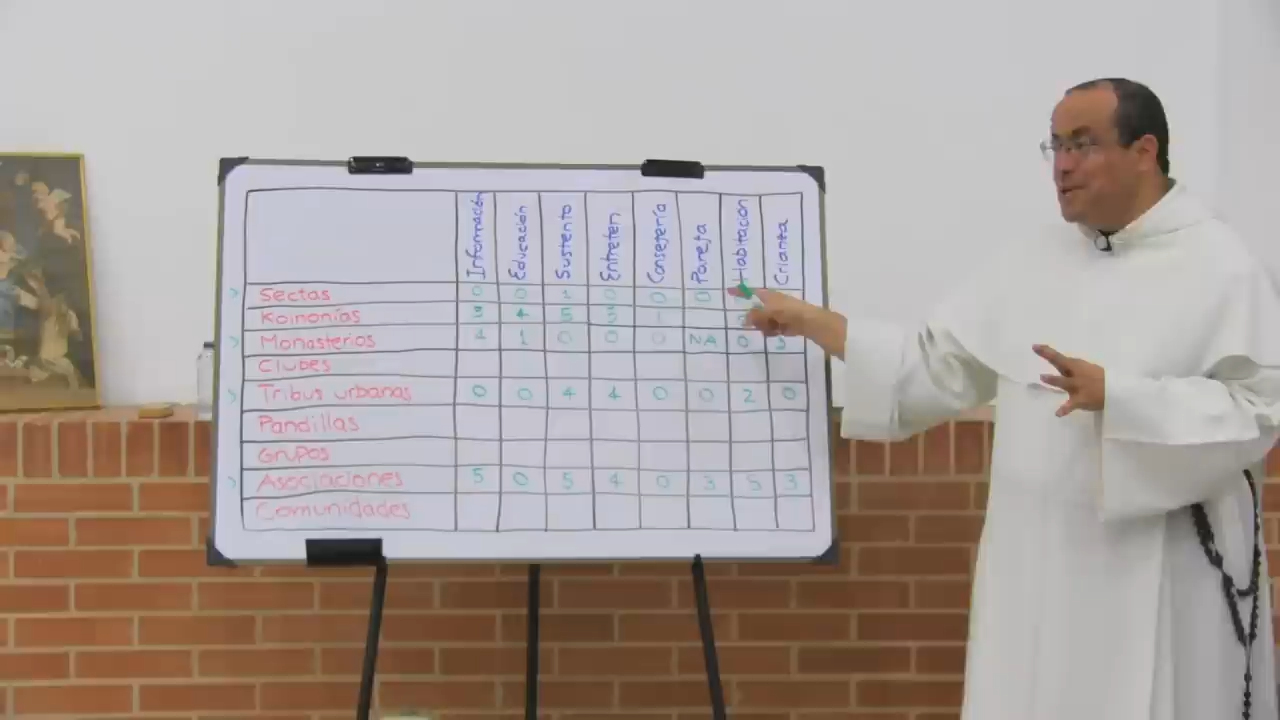 Información Educación Sustento Entreten Consejería Pareja Habitación Crianza
> Sectas 0 0 1 0 0 0
Koinonías 3 4 5 3 1
> Monasterios 4 1 0 0 0 NA 0 3
Clubes
> Tribus urbanas 0 0 4 4 0 0 2 0
Pandillas
Grupos
> Asociaciones 5 0 5 4 0 3 5 3
Comunidades